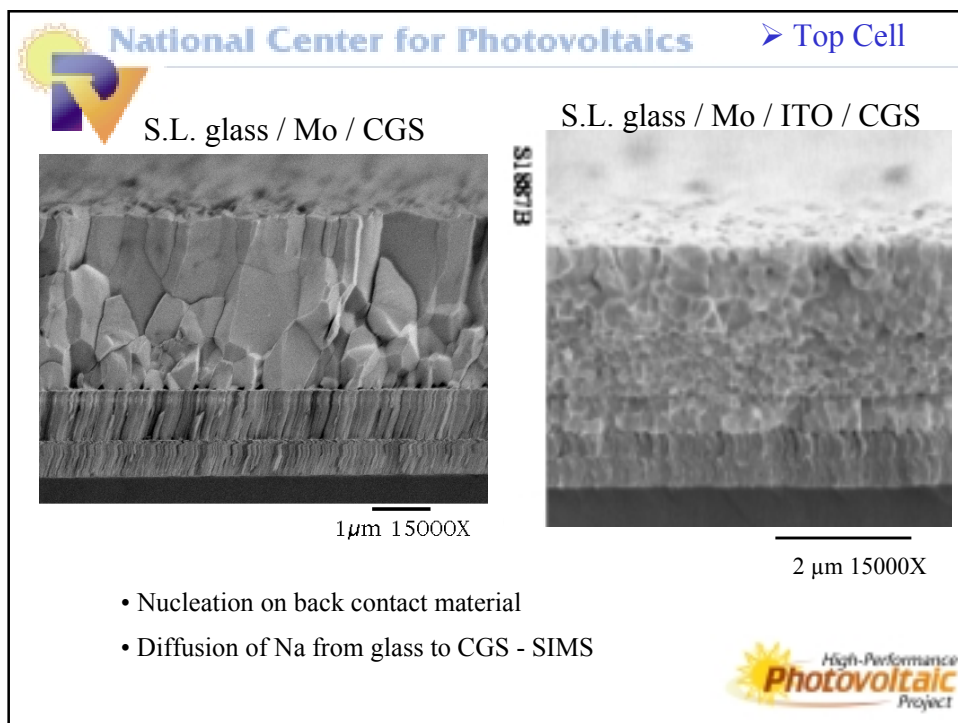 National Center for Photovoltaics
➢ Top Cell
PV
S.L. glass / Mo / CGS
S.L. glass / Mo / ITO / CGS
S1887B
1µm 15000X
2 µm 15000X
• Nucleation on back contact material
• Diffusion of Na from glass to CGS - SIMS
High-Performance
Photovoltaic
Project